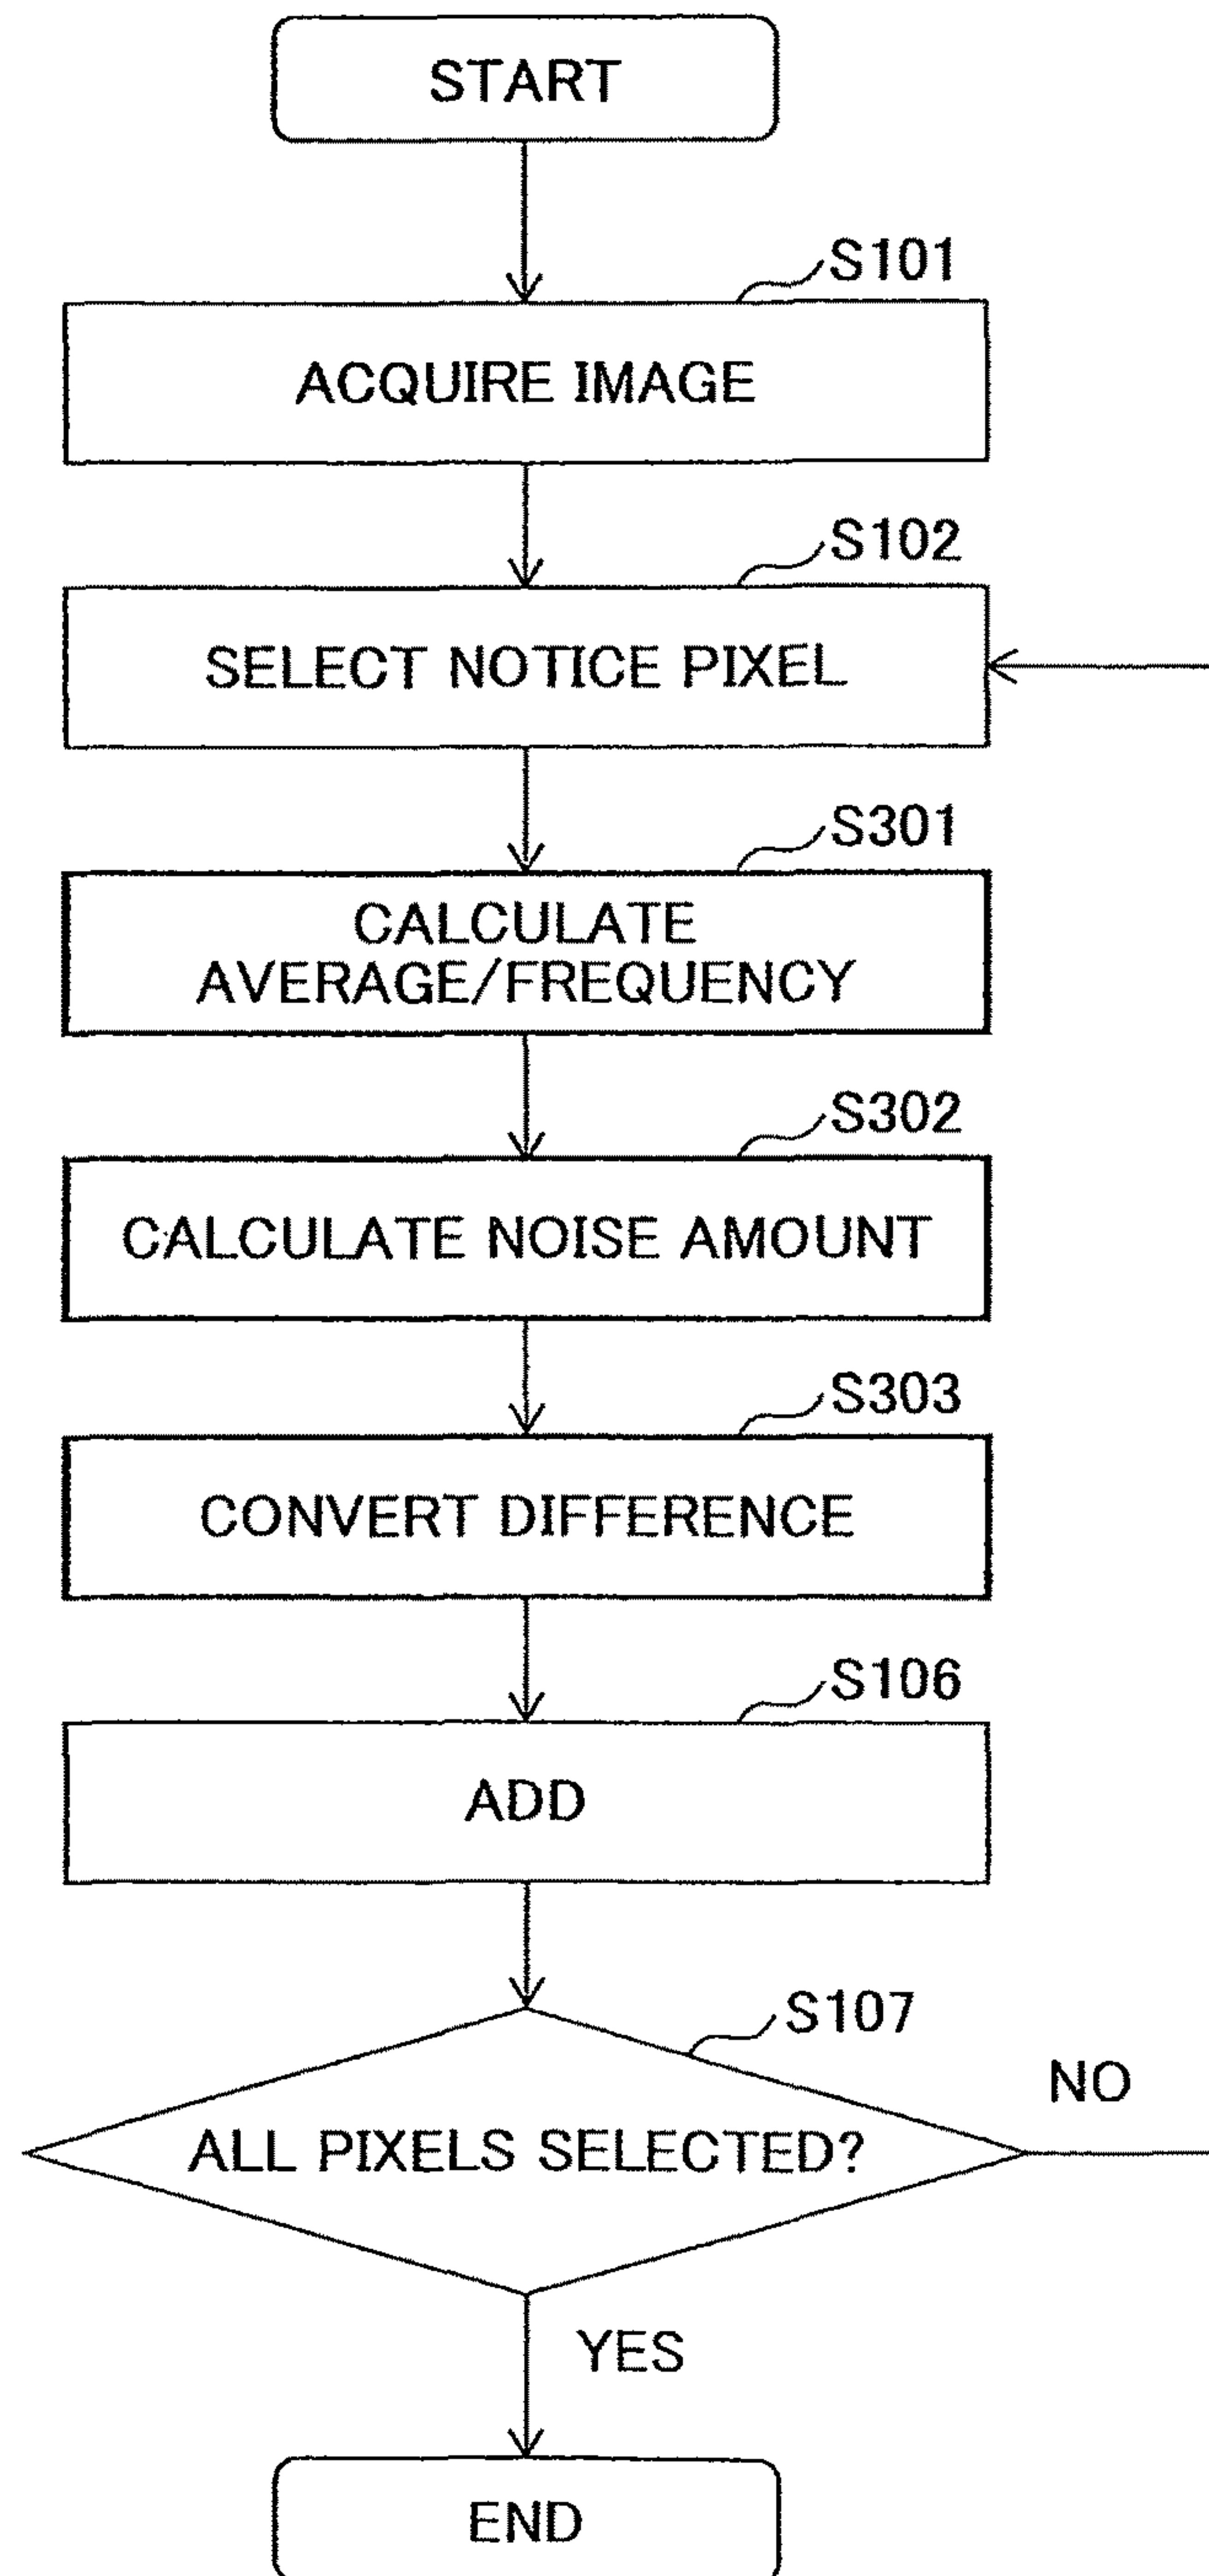 START
S101
ACQUIRE IMAGE
S102
SELECT NOTICE PIXEL
S301
CALCULATE
AVERAGE/FREQUENCY
S302
CALCULATE NOISE AMOUNT
S303
CONVERT DIFFERENCE
S106
ADD
S107
ALL PIXELS SELECTED?
NO
YES
END